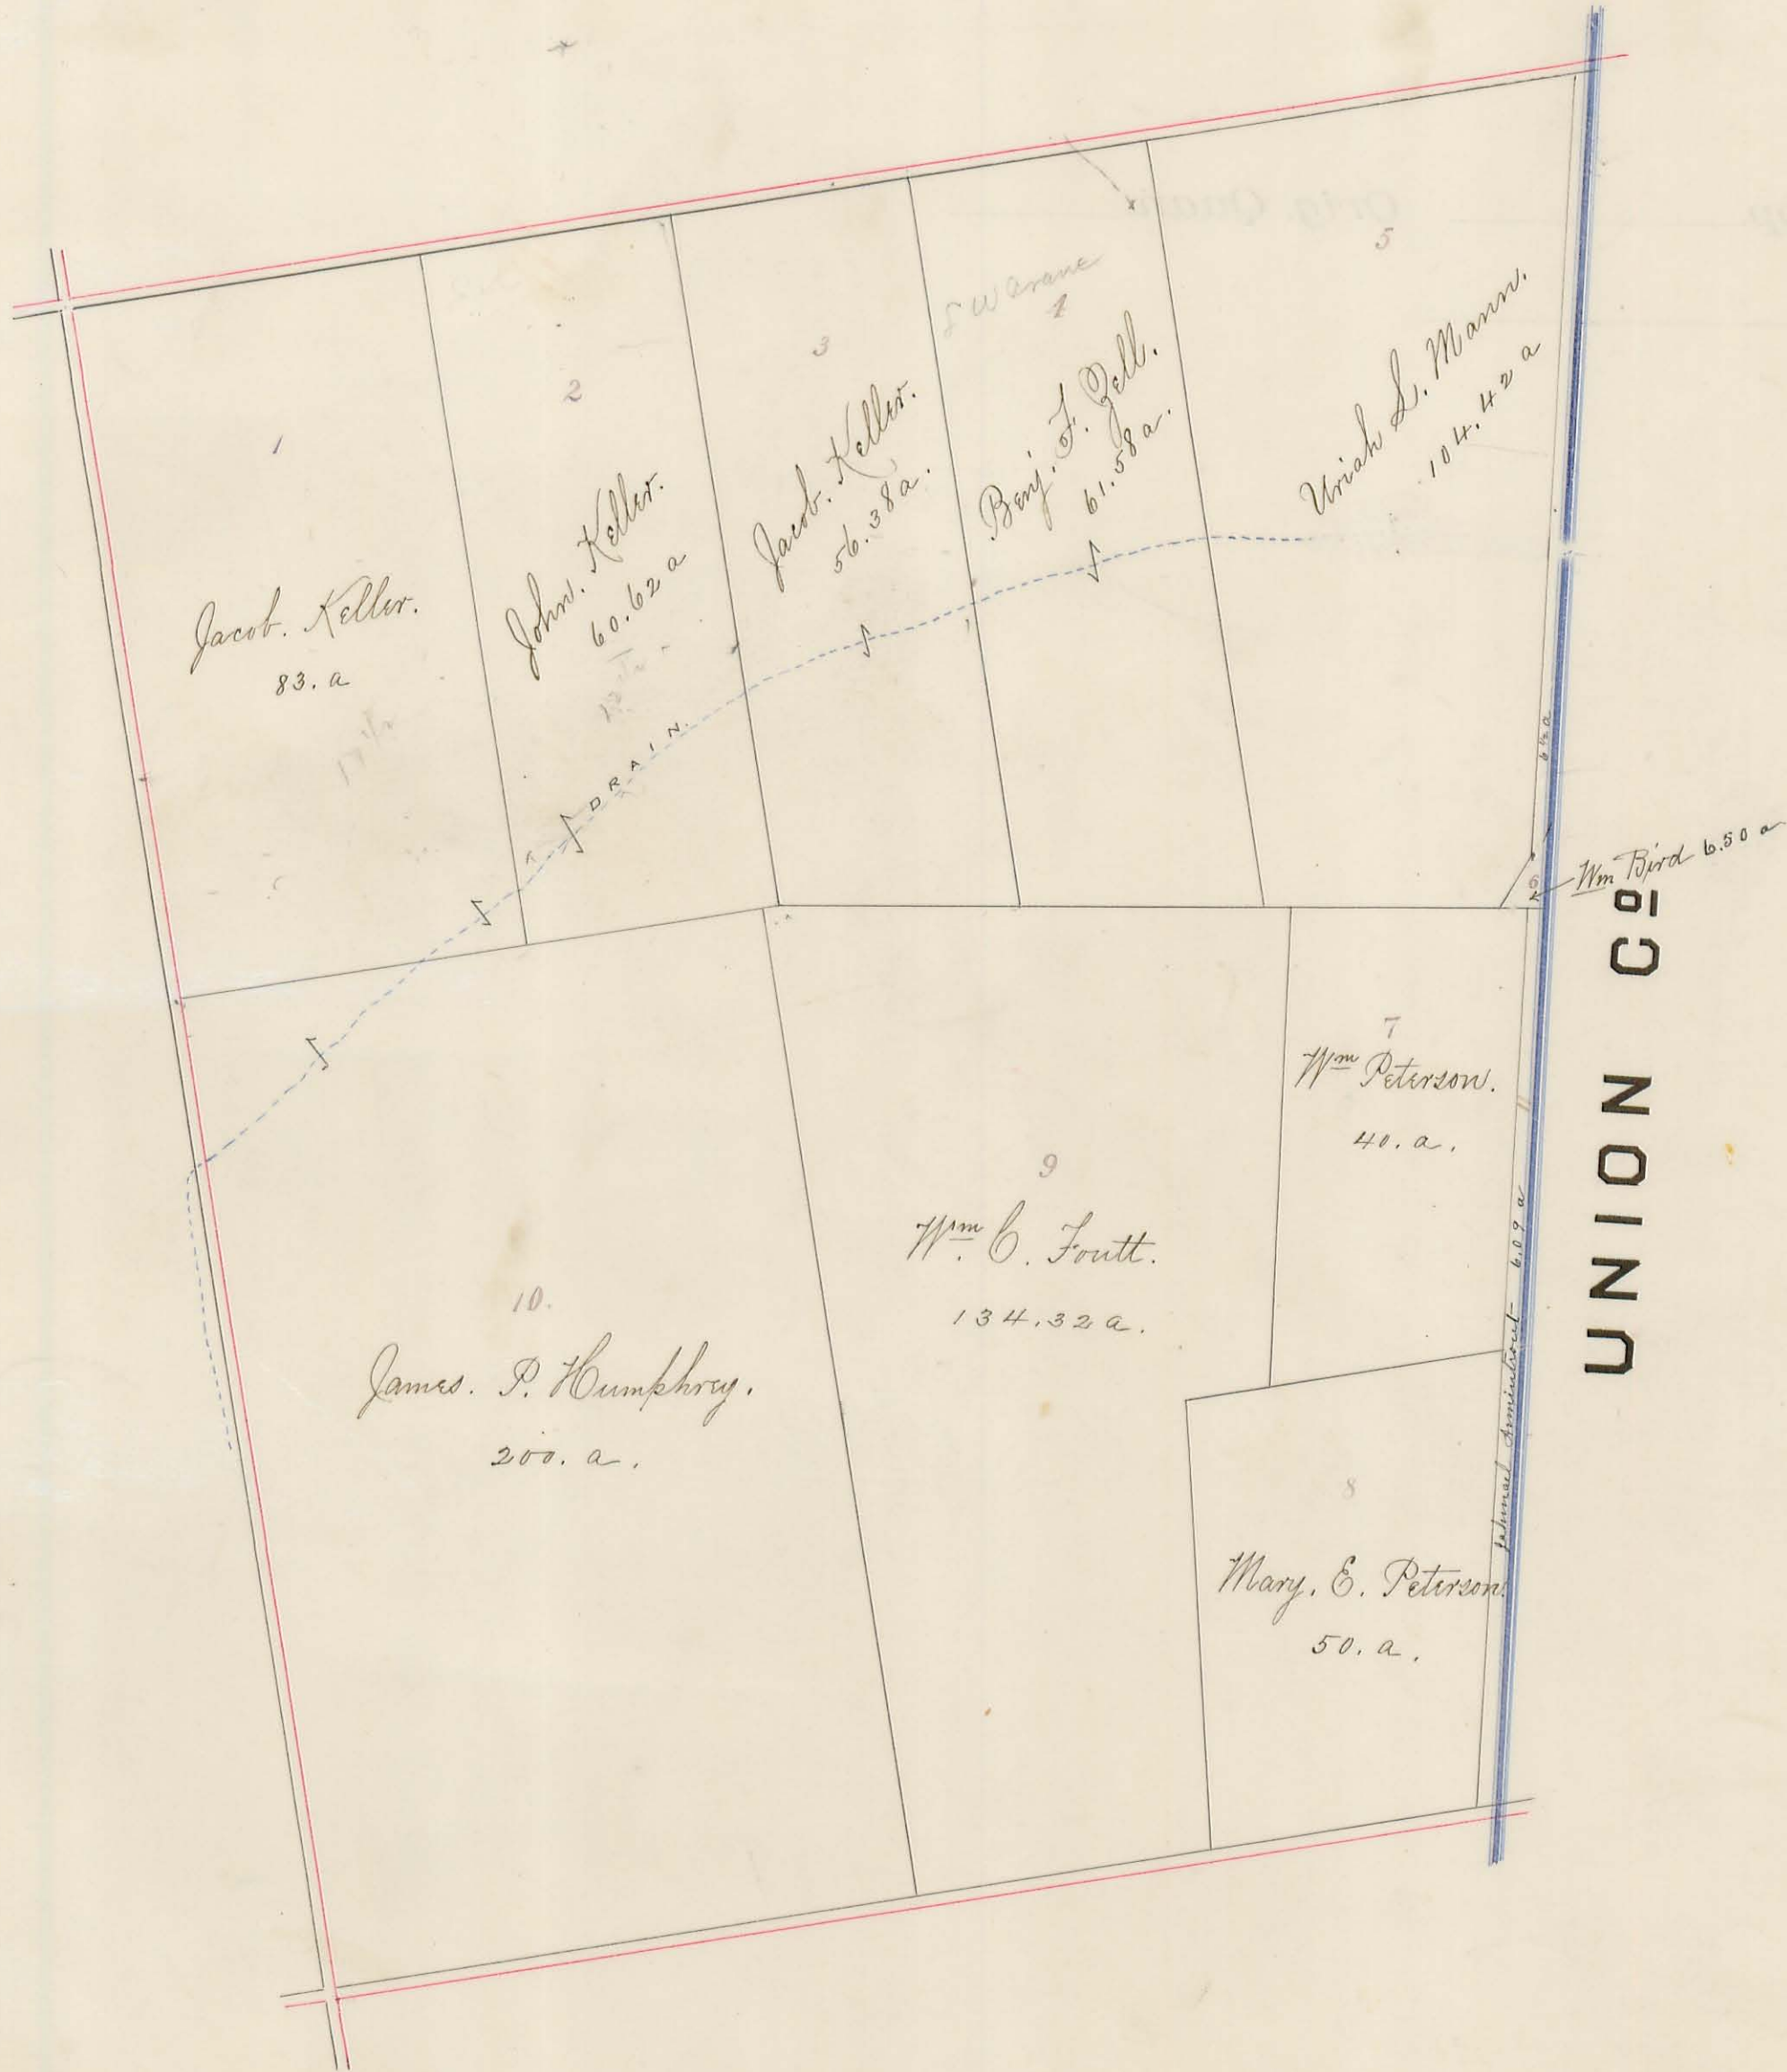 1
Jacob. Keller.
83. a
2
John. Keller.
60.62 a
3
Jacob. Keller.
56.38 a.
4
Benj. F. Zell.
61.58 a.
5
Uriah L. Mann.
104.42 a
DRAIN.
6
Wm Bird 6.50 a
UNION Co
7
Wm Peterson.
40. a.
8
Mary. E. Peterson.
50. a.
6.09 a
9
Wm. C. Foutt.
134.32 a.
10.
James. P. Humphrey.
200. a.